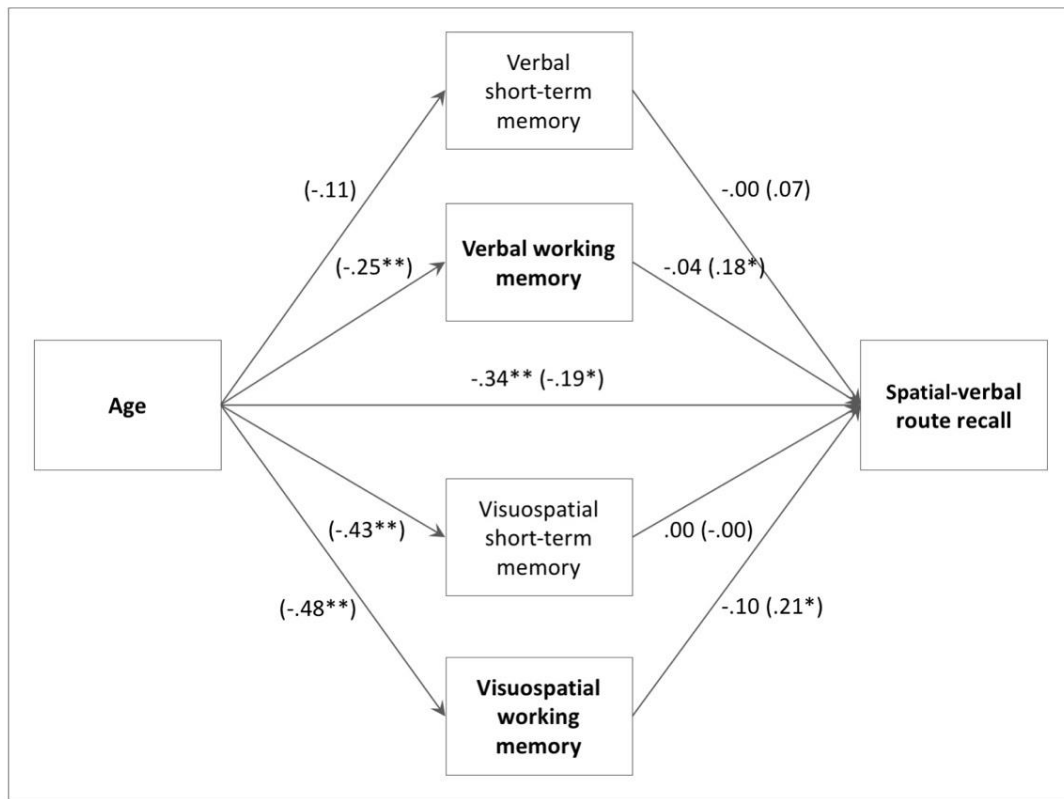 Verbal
short-term
memory
(-.11)
-.00 (.07)
Verbal working
memory
(-.25**)
-.04 (.18*)
Age
-.34** (-.19*)
Spatial-verbal
route recall
Visuospatial
short-term
memory
(-.43**)
.00 (-.00)
(-.48**)
-.10 (.21*)
Visuospatial
working
memory